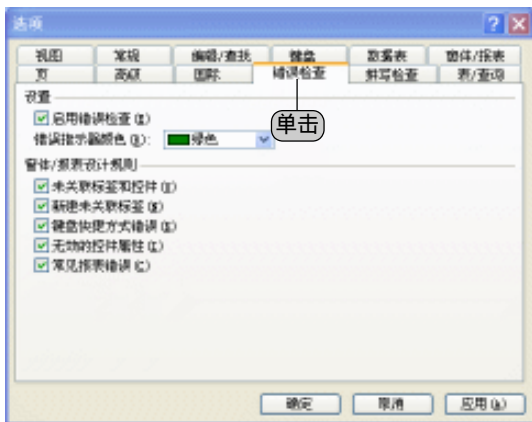 选项
视图 常规 编辑/查找 键盘 数据表 窗体/报表
页 高级 国际 错误检查 拼写检查 表/查询
单击
设置
启用错误检查(E)
错误指示器颜色(R): 绿色
窗体/报表设计规则
未关联标签和控件(U)
新建未关联标签(N)
键盘快捷方式错误(K)
无效的控件属性(I)
常见报表错误(C)
确定 取消 应用(A)